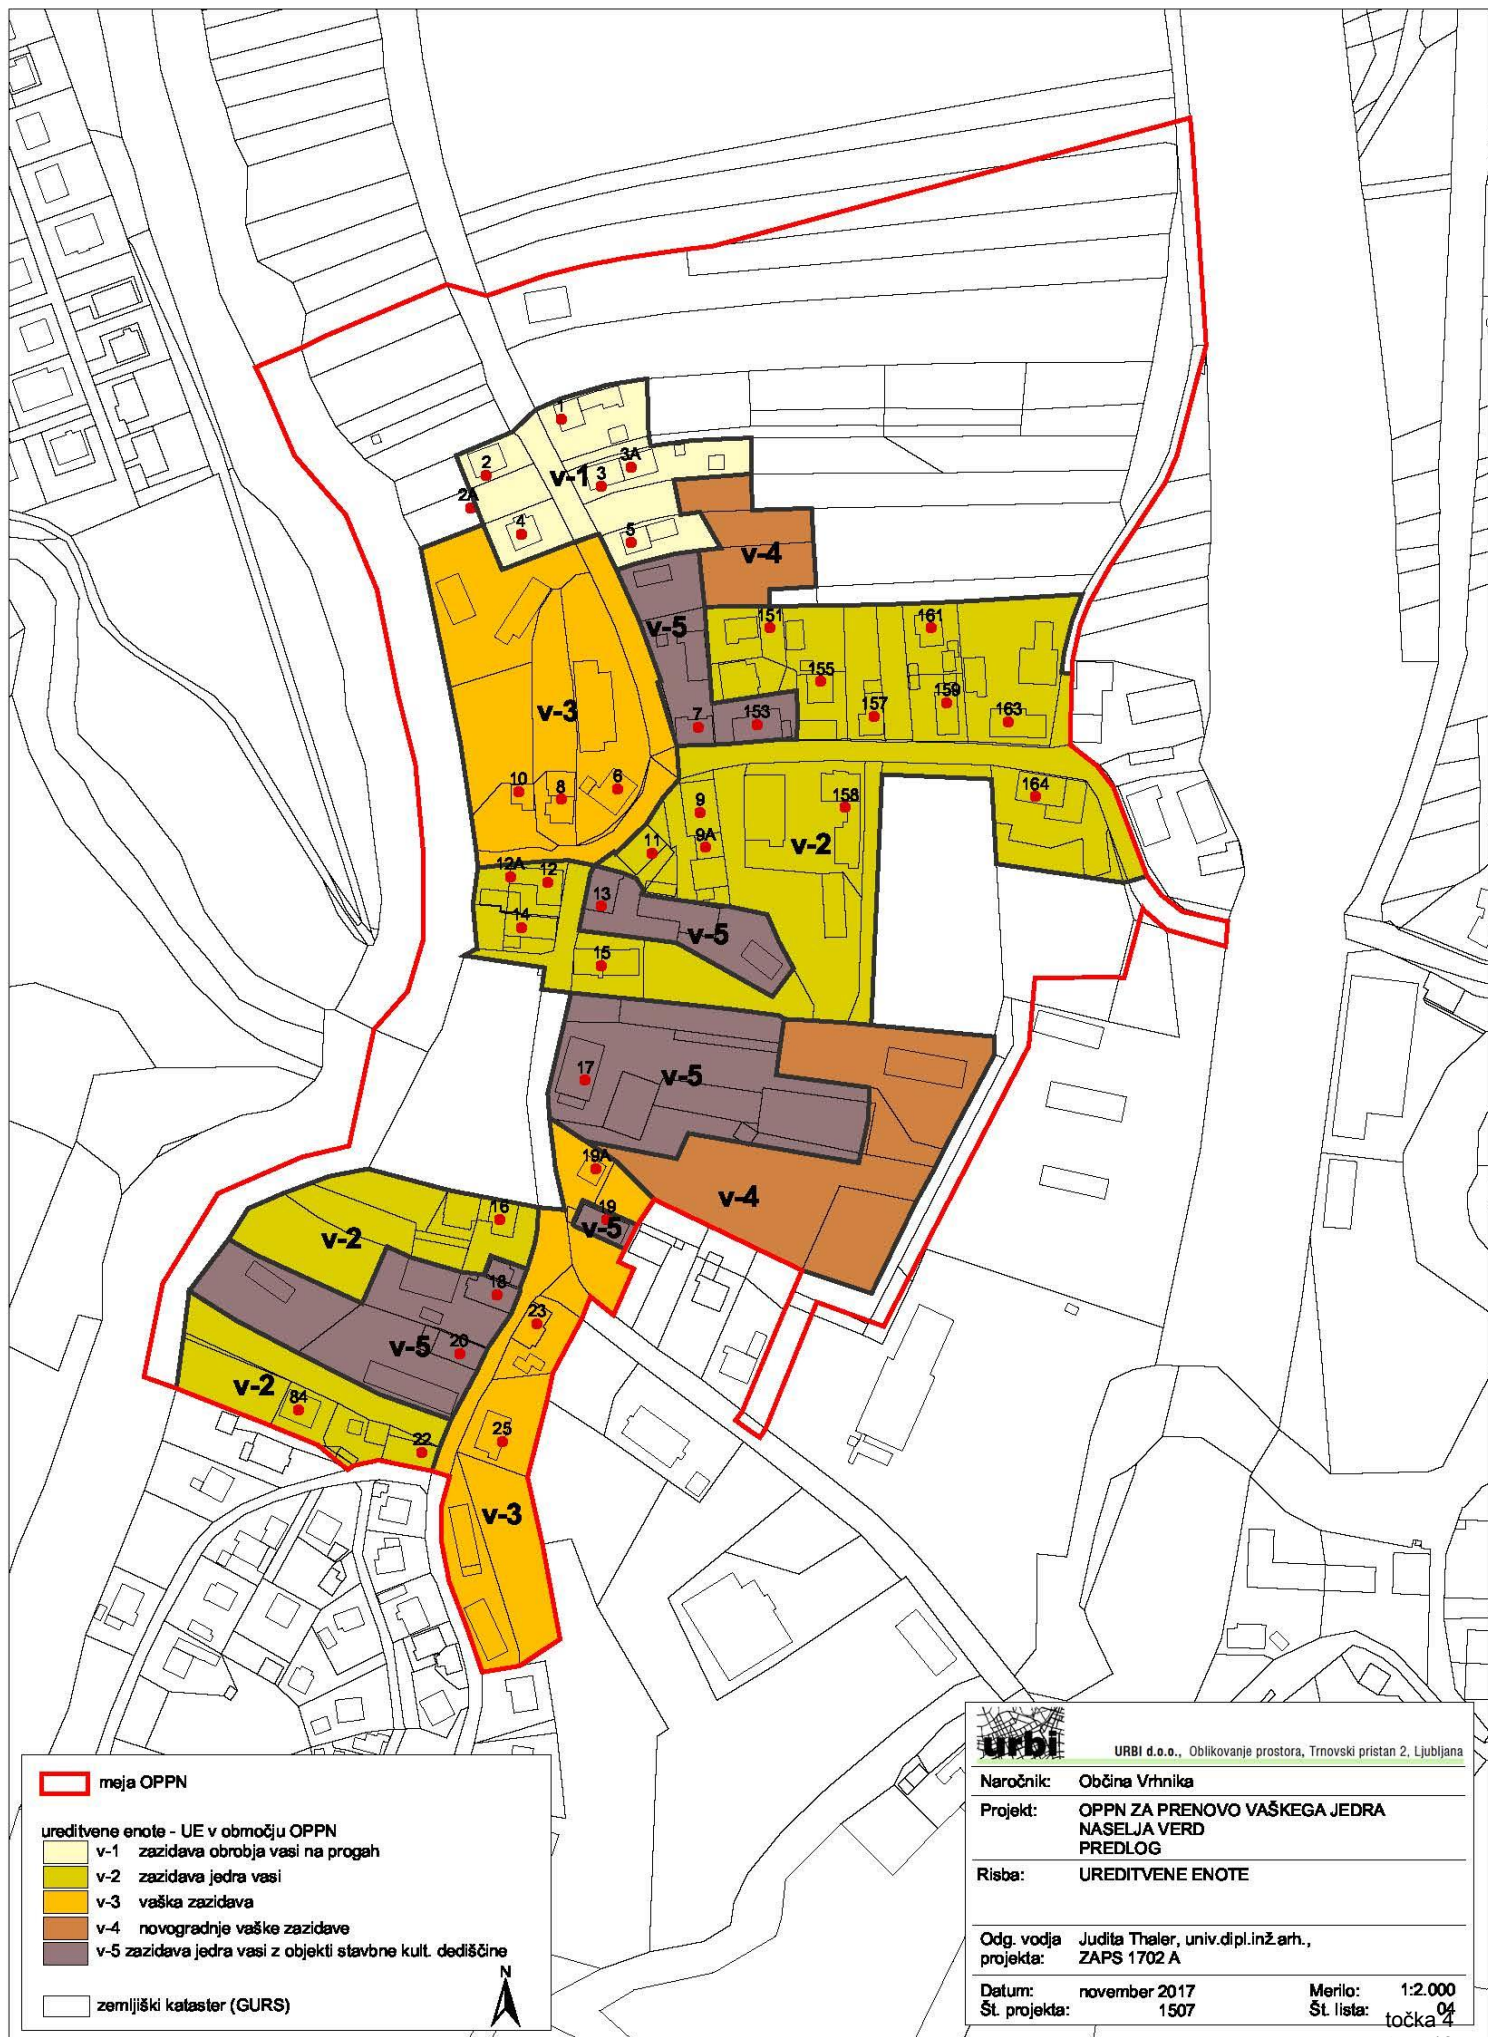 1
2
3A
3
v-1
2A
4
5
v-4
v-5
151
161
155
157
159
163
7
153
v-3
10
8
6
9
158
164
9A
v-2
11
12A
12
13
14
v-5
15
17
v-5
19A
v-4
19
v-5
16
v-2
18
23
20
v-5
v-2
84
22
25
v-3
meja OPPN
ureditvene enote - UE v območju OPPN
v-1 zazidava obrobja vasi na progah
v-2 zazidava jedra vasi
v-3 vaška zazidava
v-4 novogradnje vaške zazidave
v-5 zazidava jedra vasi z objekti stavbne kult. dediščine
zemljiški kataster (GURS)
N
urbi
URBI d.o.o., Oblikovanje prostora, Trnovski pristan 2, Ljubljana
Naročnik: Občina Vrhnika
Projekt: OPPN ZA PRENOVO VAŠKEGA JEDRA
NASELJA VERD
PREDLOG
Risba: UREDITVENE ENOTE
Odg. vodja Judita Thaler, univ.dipl.inž.arh.,
projekta: ZAPS 1702 A
Datum: november 2017 Merilo: 1:2.000
Št. projekta: 1507 Št. lista: 04
točka 4